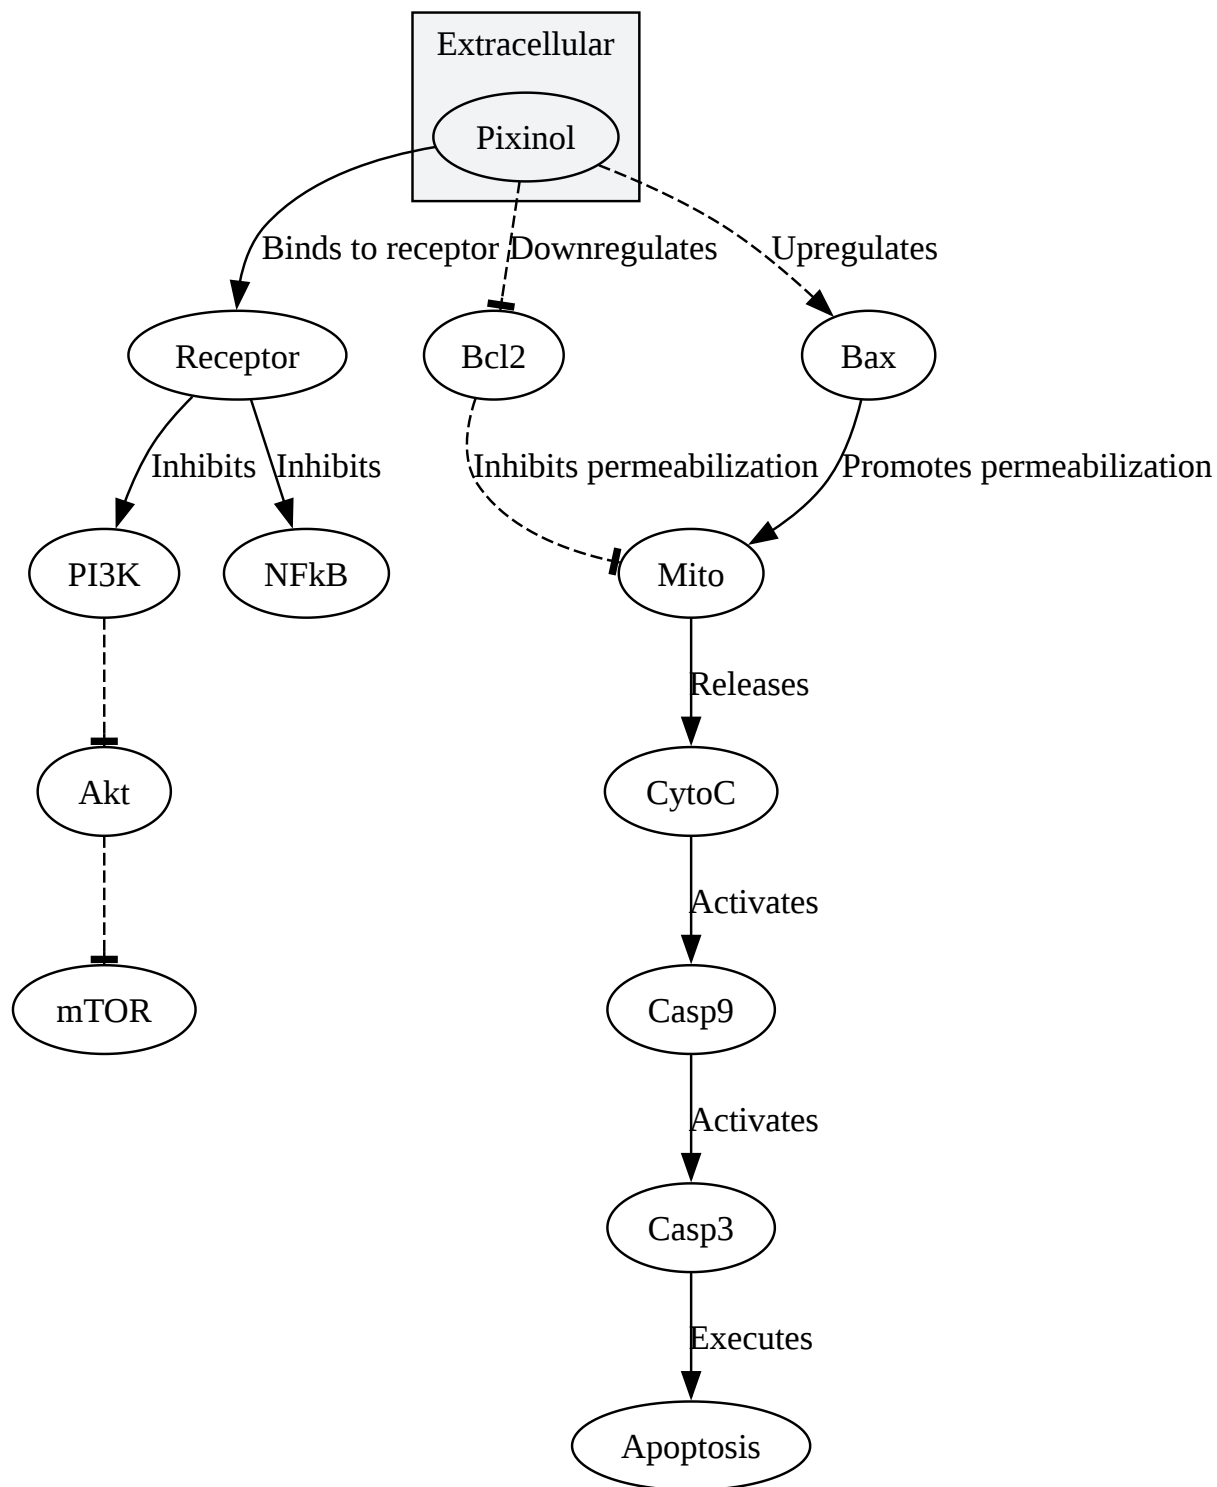 Extracellular
Pixinol
Binds to receptor
Downregulates
Upregulates
Receptor
Bcl2
Bax
Inhibits
Inhibits
Inhibits permeabilization
Promotes permeabilization
PI3K
NFkB
Mito
Releases
Akt
CytoC
Activates
mTOR
Casp9
Activates
Casp3
Executes
Apoptosis